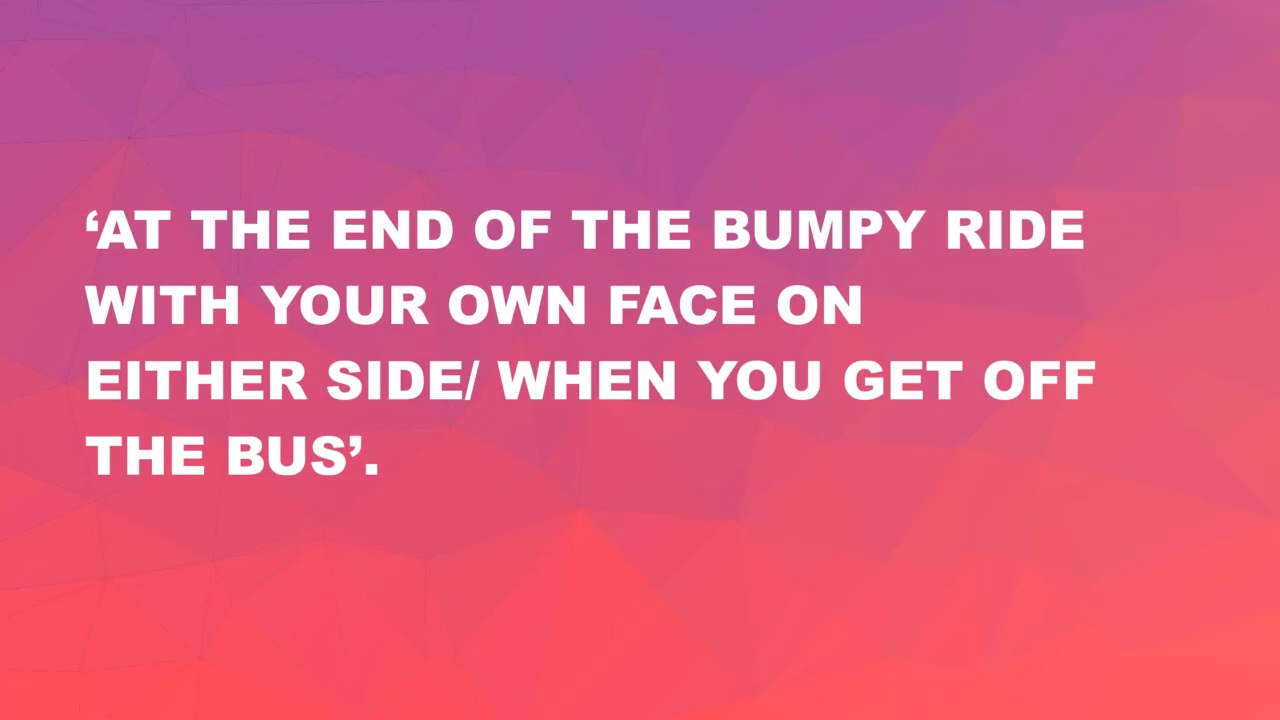 ‘AT THE END OF THE BUMPY RIDE
WITH YOUR OWN FACE ON
EITHER SIDE/ WHEN YOU GET OFF
THE BUS’.